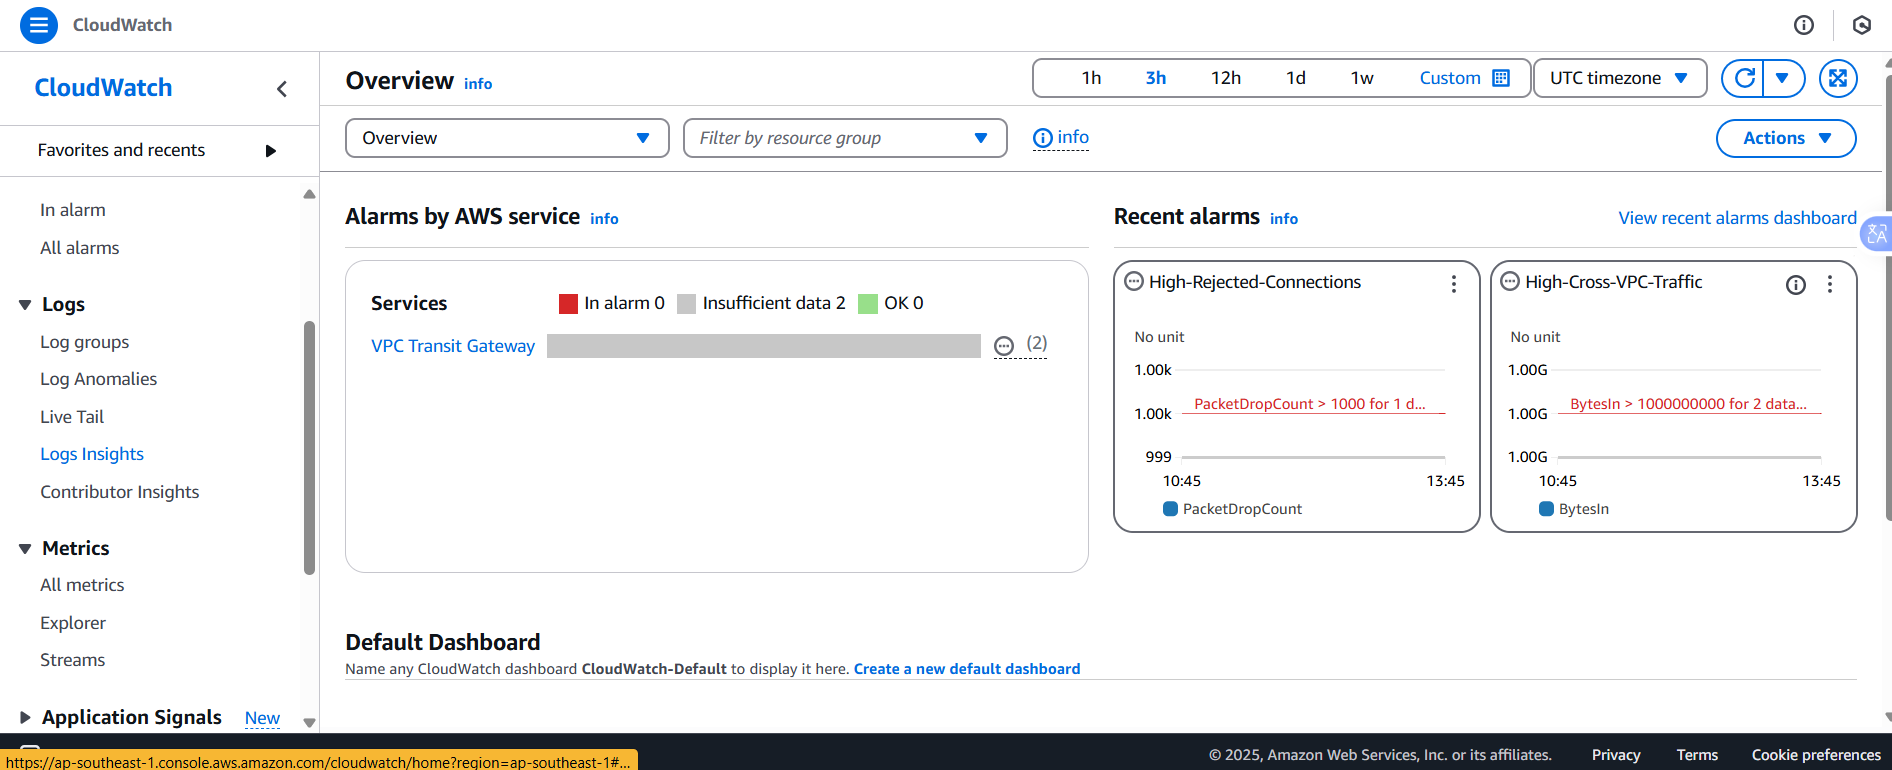 CloudWatch
CloudWatch
Favorites and recents
In alarm
All alarms
Logs
Log groups
Log Anomalies
Live Tail
Logs Insights
Contributor Insights
Metrics
All metrics
Explorer
Streams
Application Signals New
Overview info
1h 3h 12h 1d 1w Custom
UTC timezone
Overview
Filter by resource group
info
Actions
Alarms by AWS service info
Services
In alarm 0 Insufficient data 2 OK 0
VPC Transit Gateway (2)
Recent alarms info
View recent alarms dashboard
High-Rejected-Connections
No unit
1.00k
PacketDropCount > 1000 for 1 d...
1.00k
999
10:45 13:45
PacketDropCount
High-Cross-VPC-Traffic
No unit
1.00G
BytesIn > 1000000000 for 2 data...
1.00G
1.00G
10:45 13:45
BytesIn
Default Dashboard
Name any CloudWatch dashboard CloudWatch-Default to display it here. Create a new default dashboard
© 2025, Amazon Web Services, Inc. or its affiliates. Privacy Terms Cookie preferences
https://ap-southeast-1.console.aws.amazon.com/cloudwatch/home?region=ap-southeast-1#...